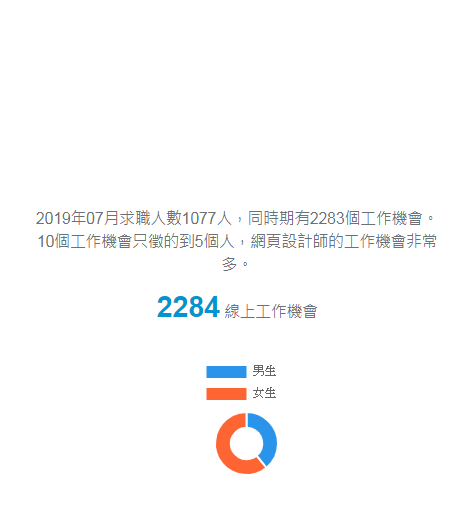 2019年07月求職人數1077人，同時期有2283個工作機會。
10個工作機會只徵的到5個人，網頁設計師的工作機會非常
多。
2284 線上工作機會
男生
女生